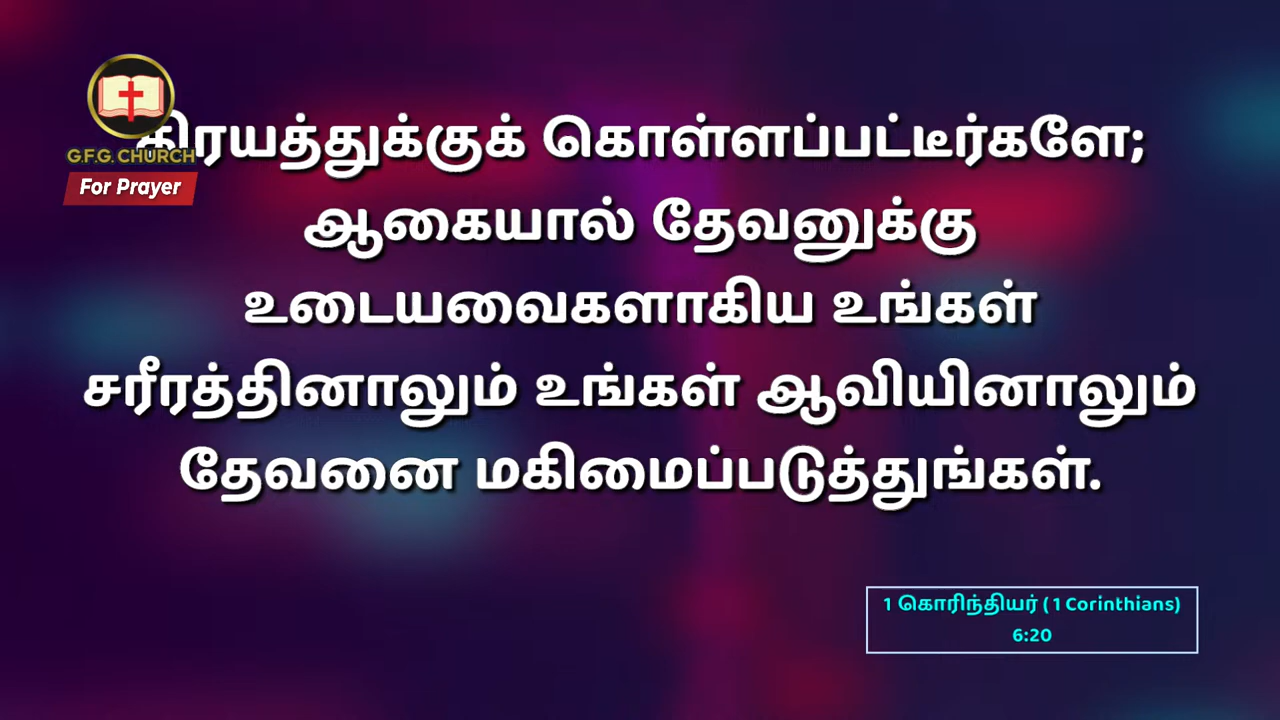 கிரயத்துக்குக் கொள்ளப்பட்டீர்களே;
ஆகையால் தேவனுக்கு
உடையவைகளாகிய உங்கள்
சரீரத்தினாலும் உங்கள் ஆவியினாலும்
தேவனை மகிமைப்படுத்துங்கள்.
G.F.G. CHURCH
For Prayer
1 கொரிந்தியர் ( 1 Corinthians)
6:20